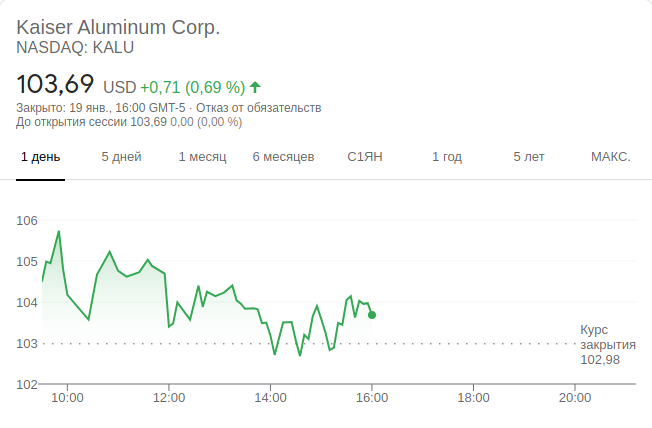 Kaiser Aluminum Corp.
NASDAQ: KALU
103,69 USD +0,71 (0,69 %)
Закрыто: 19 янв., 16:00 GMT-5 · Отказ от обязательств
До открытия сессии 103,69 0,00 (0,00 %)
1 день 5 дней 1 месяц 6 месяцев С1ЯН 1 год 5 лет МАКС.
106
105
104
103
102
Курс
закрытия
102,98
10:00 12:00 14:00 16:00 18:00 20:00